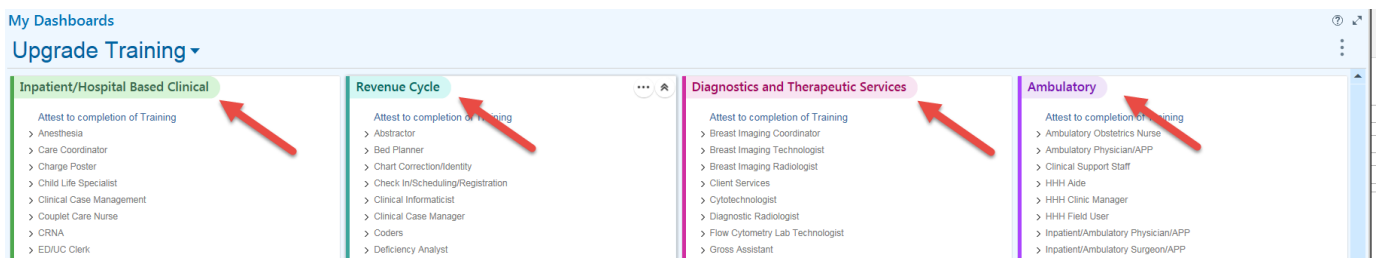 My Dashboards
Upgrade Training
Inpatient/Hospital Based Clinical
Attest to completion of Training
Anesthesia
Care Coordinator
Charge Poster
Child Life Specialist
Clinical Case Management
Couplet Care Nurse
CRNA
ED/UC Clerk
Revenue Cycle
Attest to completion of Training
Abstractor
Bed Planner
Chart Correction/Identity
Check In/Scheduling/Registration
Clinical Informaticist
Clinical Case Manager
Coders
Deficiency Analyst
Diagnostics and Therapeutic Services
Attest to completion of Training
Breast Imaging Coordinator
Breast Imaging Technologist
Breast Imaging Radiologist
Client Services
Cytotechnologist
Diagnostic Radiologist
Flow Cytometry Lab Technologist
Gross Assistant
Ambulatory
Attest to completion of Training
Ambulatory Obstetrics Nurse
Ambulatory Physician/APP
Clinical Support Staff
HHH Aide
HHH Clinic Manager
HHH Field User
Inpatient/Ambulatory Physician/APP
Inpatient/Ambulatory Surgeon/APP